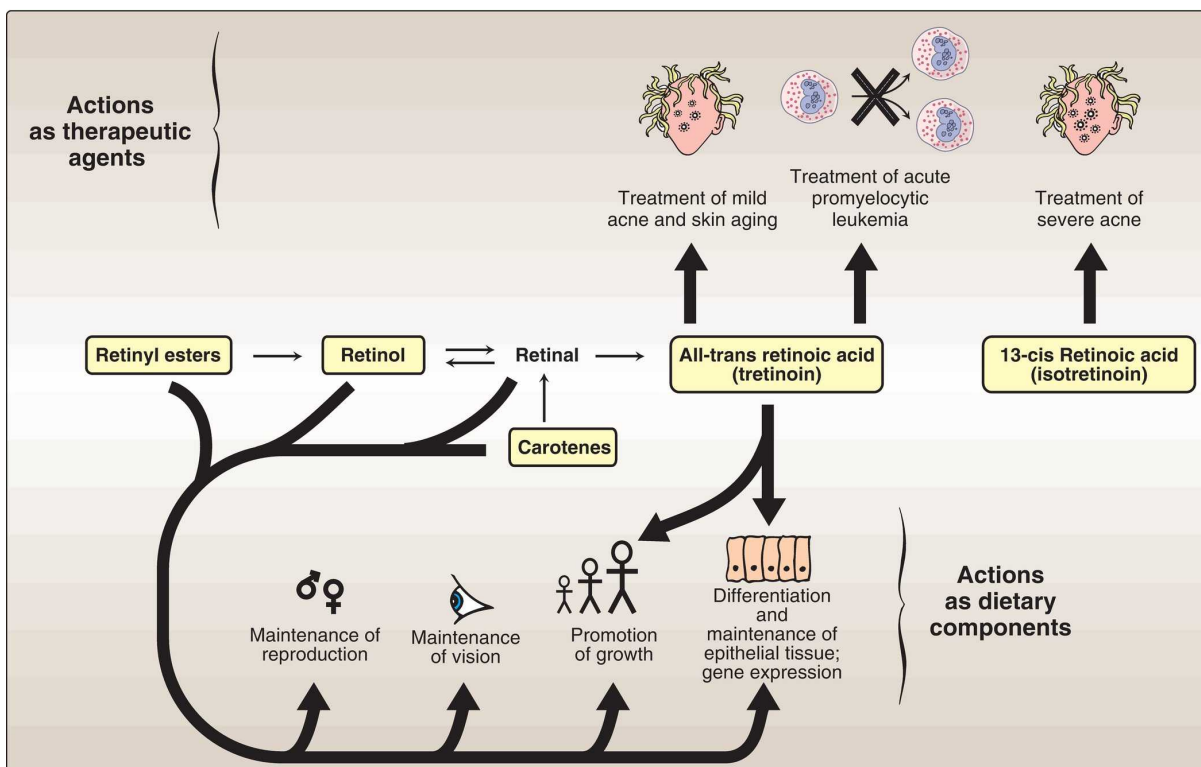 Actions
as therapeutic
agents
Treatment of mild
acne and skin aging
Treatment of acute
promyelocytic
leukemia
Treatment of
severe acne
Retinyl esters
Retinol
Retinal
All-trans retinoic acid
(tretinoin)
13-cis Retinoic acid
(isotretinoin)
Carotenes
Maintenance of
reproduction
Maintenance
of vision
Promotion
of growth
Differentiation
and
maintenance of
epithelial tissue;
gene expression
Actions
as dietary
components